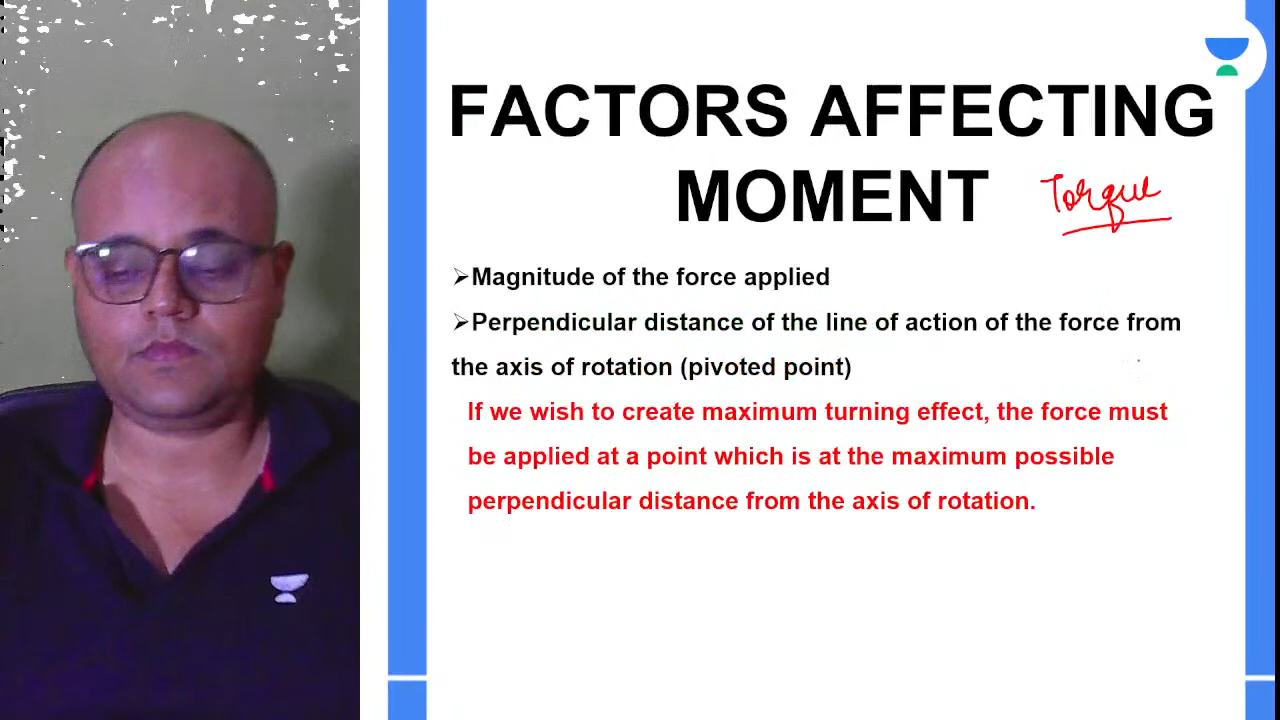 FACTORS AFFECTING
MOMENT Torque
➢Magnitude of the force applied
➢Perpendicular distance of the line of action of the force from
the axis of rotation (pivoted point)
If we wish to create maximum turning effect, the force must
be applied at a point which is at the maximum possible
perpendicular distance from the axis of rotation.